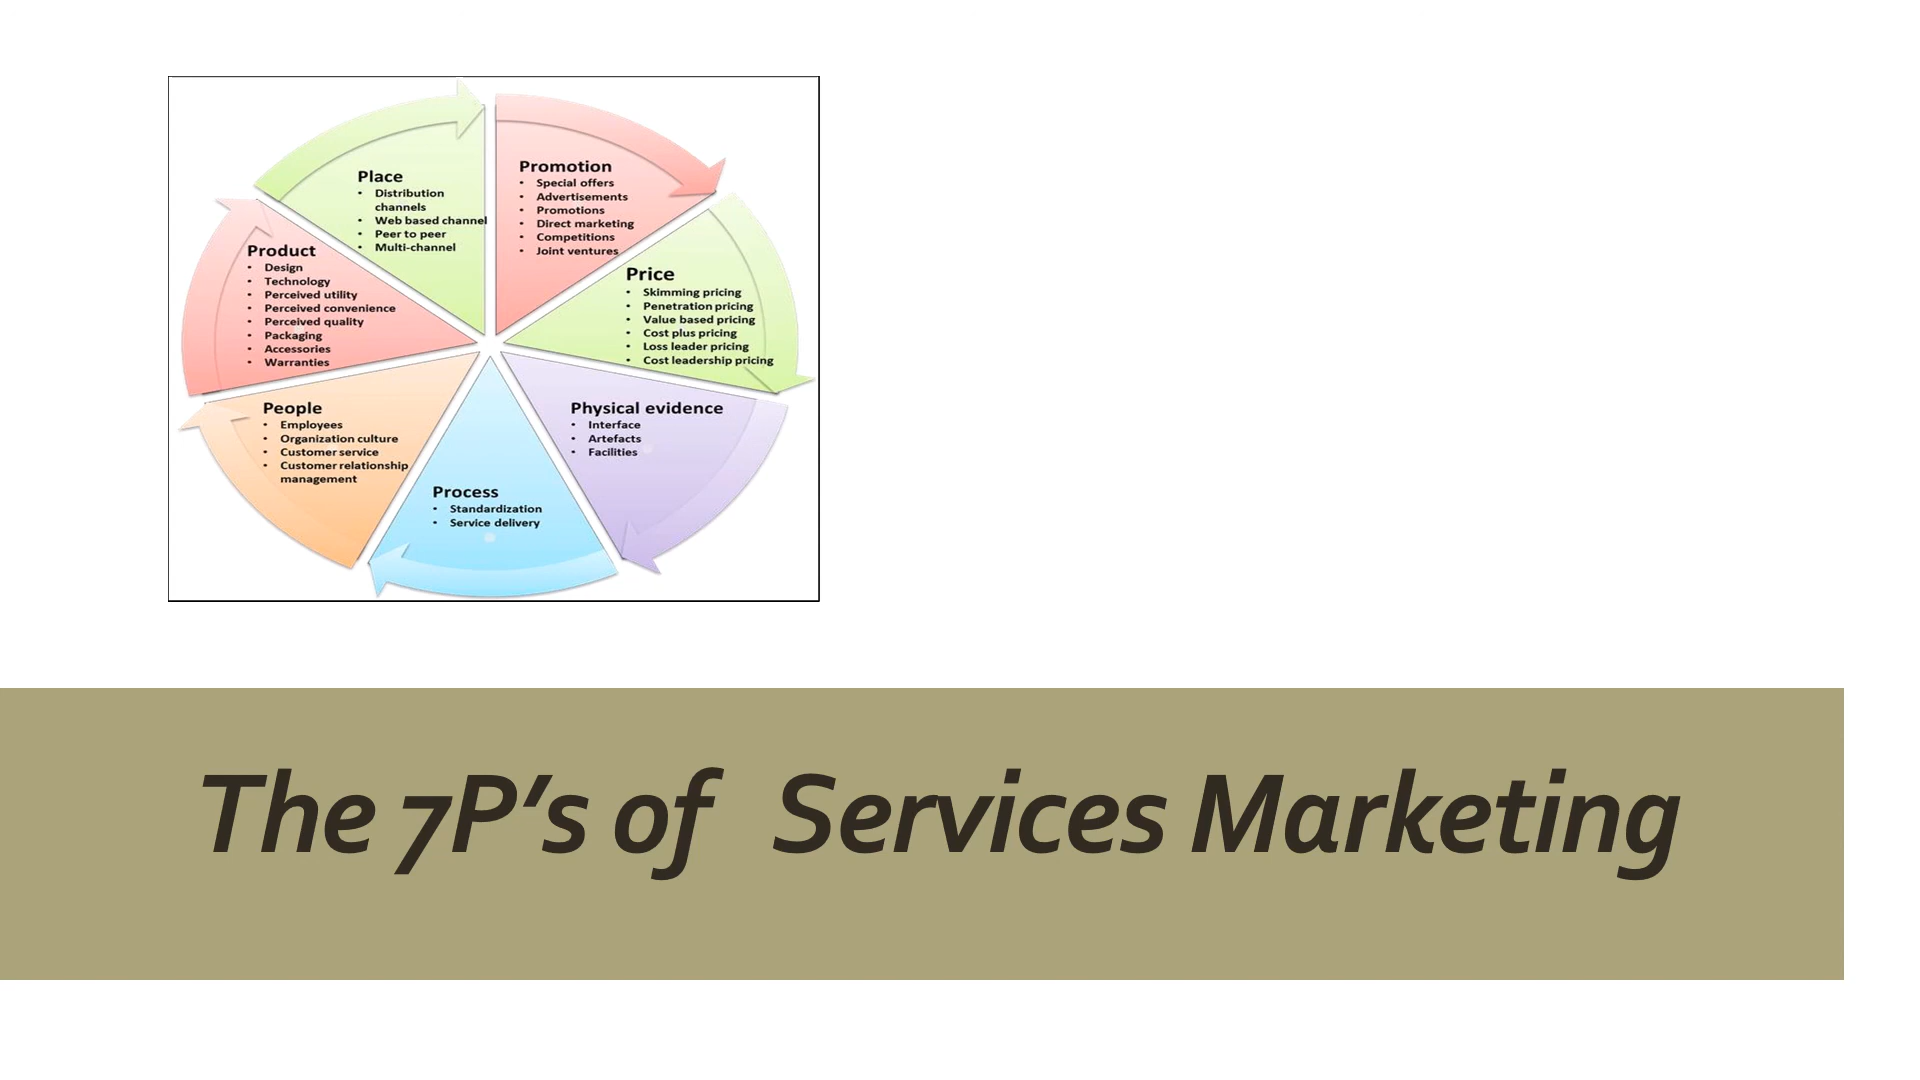 Place
• Distribution
channels
• Web based channel
• Peer to peer
• Multi-channel
Promotion
• Special offers
• Advertisements
• Promotions
• Direct marketing
• Competitions
• Joint ventures
Price
• Skimming pricing
• Penetration pricing
• Value based pricing
• Cost plus pricing
• Loss leader pricing
• Cost leadership pricing
Physical evidence
• Interface
• Artefacts
• Facilities
Process
• Standardization
• Service delivery
People
• Employees
• Organization culture
• Customer service
• Customer relationship
management
Product
• Design
• Technology
• Perceived utility
• Perceived convenience
• Perceived quality
• Packaging
• Accessories
• Warranties
The 7P’s of Services Marketing